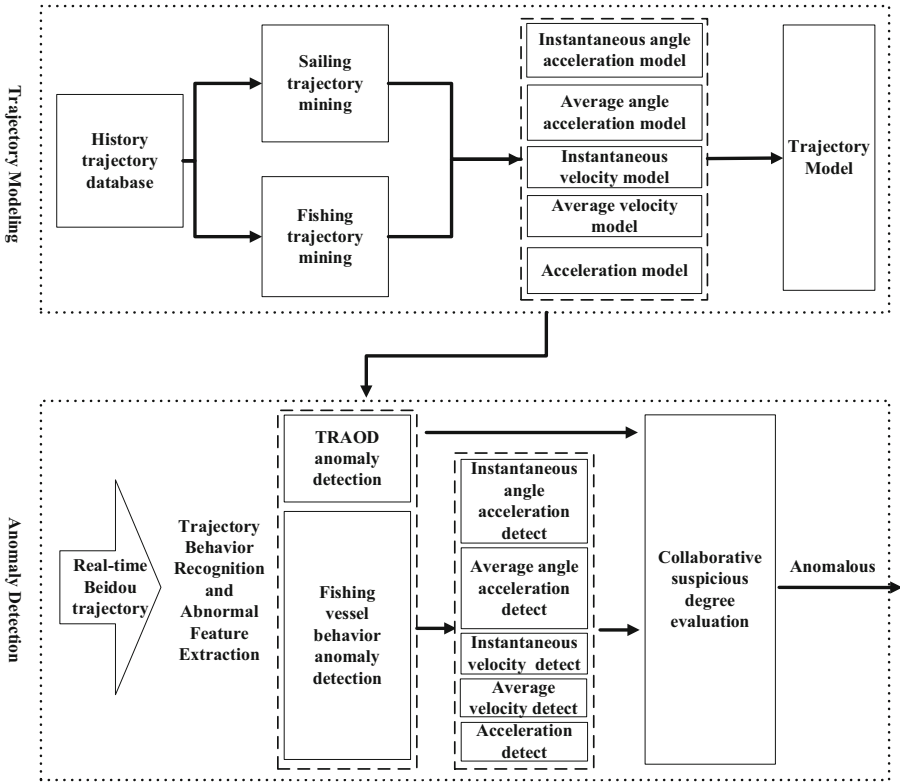 Trajectory Modeling
History
trajectory
database
Sailing
trajectory
mining
Fishing
trajectory
mining
Instantaneous angle
acceleration model
Average angle
acceleration model
Instantaneous
velocity model
Average velocity
model
Acceleration model
Trajectory
Model
Anomaly Detection
Real-time
Beidou
trajectory
Trajectory
Behavior
Recognition
and
Abnormal
Feature
Extraction
TRAOD
anomaly
detection
Fishing
vessel
behavior
anomaly
detection
Instantaneous
angle
acceleration
detect
Average angle
acceleration
detect
Instantaneous
velocity detect
Average
velocity detect
Acceleration
detect
Collaborative
suspicious
degree
evaluation
Anomalous